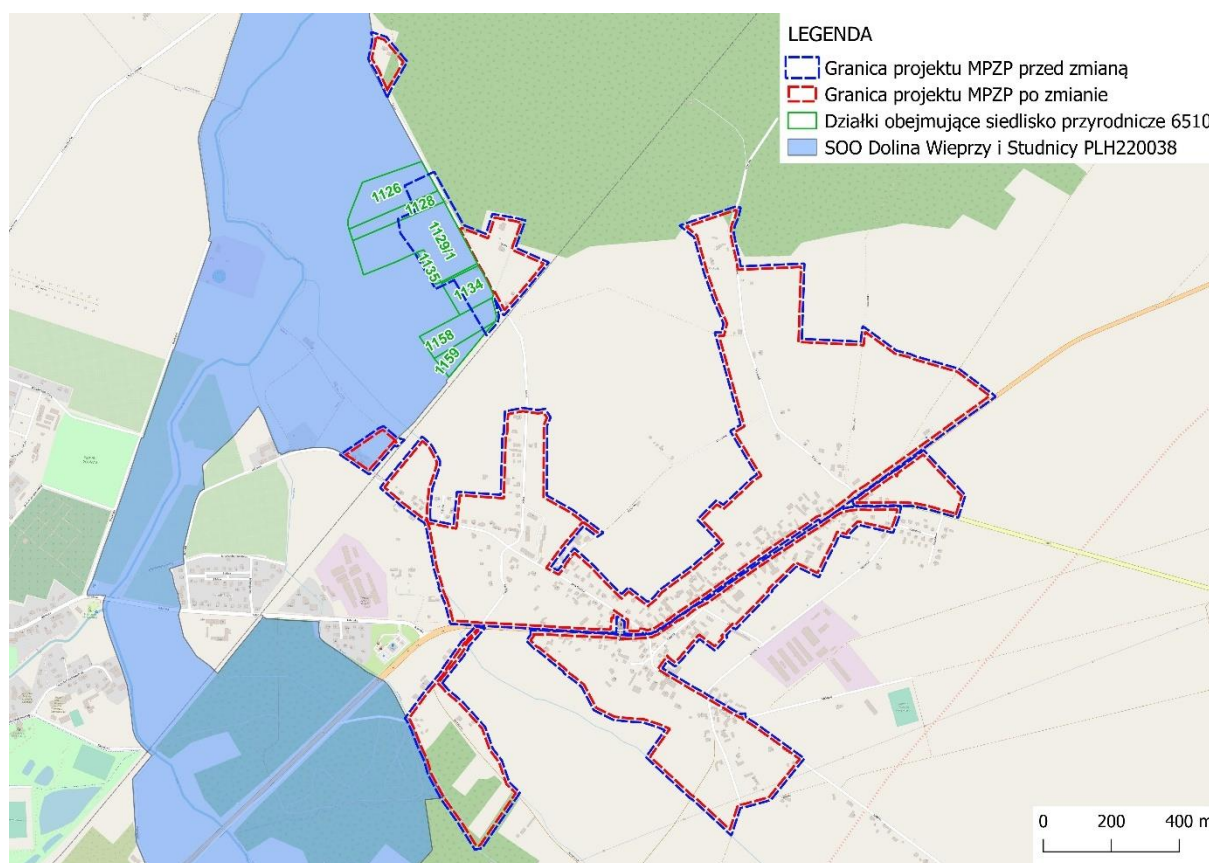 LEGENDA
Granica projektu MPZP przed zmianą
Granica projektu MPZP po zmianie
Działki obejmujące siedlisko przyrodnicze 6510
SOO Dolina Wieprzy i Studnicy PLH220038
1126
1128
1129/1
1135
1134
1158
1159
0 200 400 m